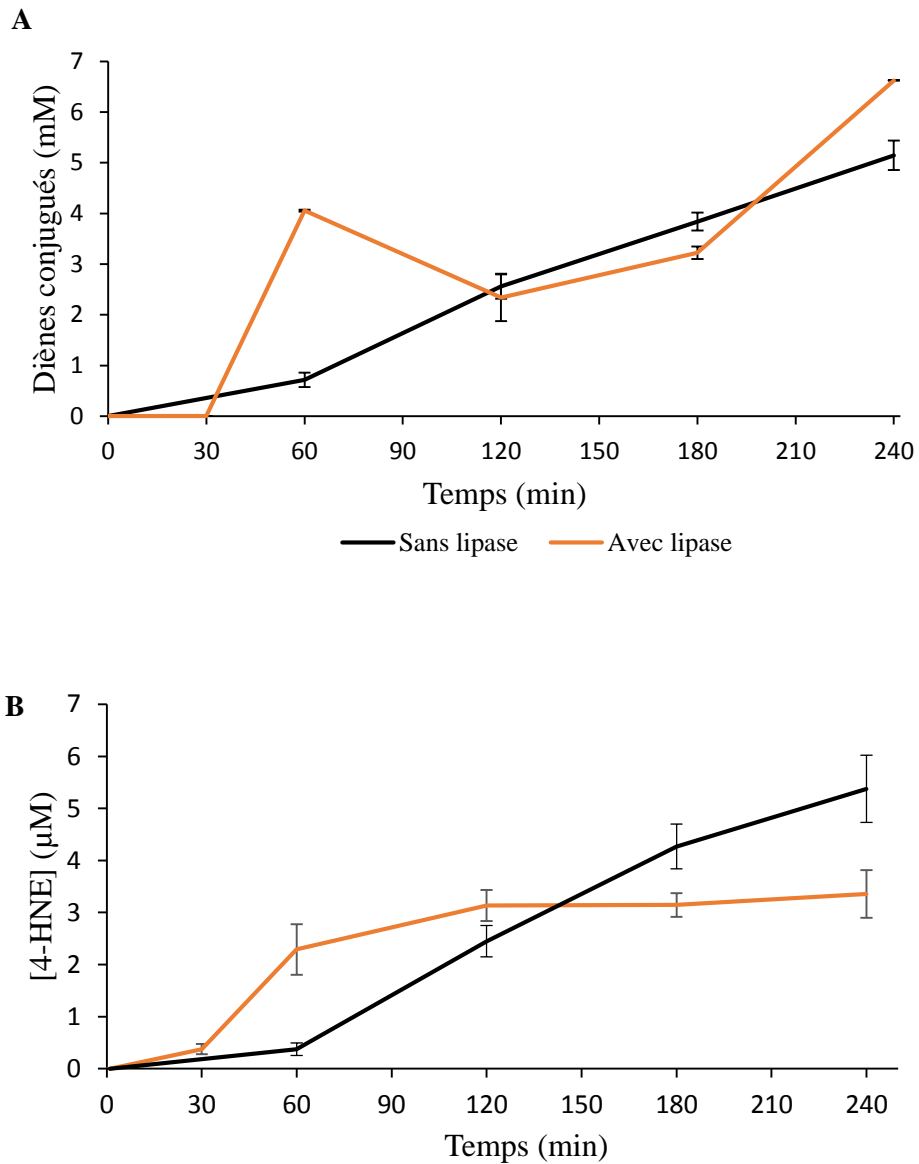 A
7
6
5
4
3
2
1
0
Diènes conjugués (mM)
0 30 60 90 120 150 180 210 240
Temps (min)
Sans lipase Avec lipase
B
7
6
5
4
3
2
1
0
[4-HNE] (µM)
0 30 60 90 120 150 180 210 240
Temps (min)